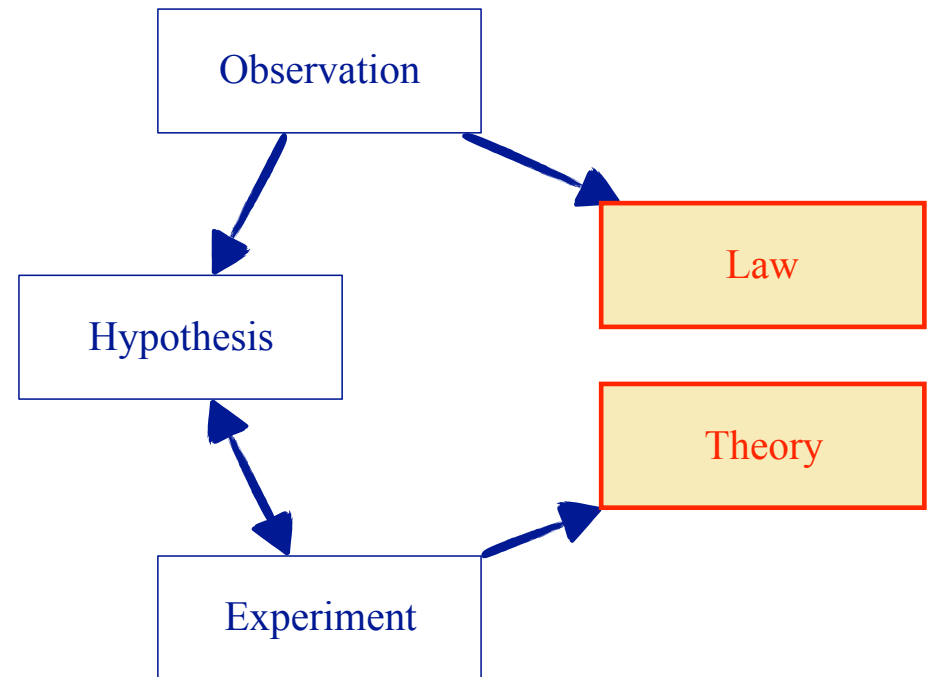 Observation
Law
Hypothesis
Theory
Experiment